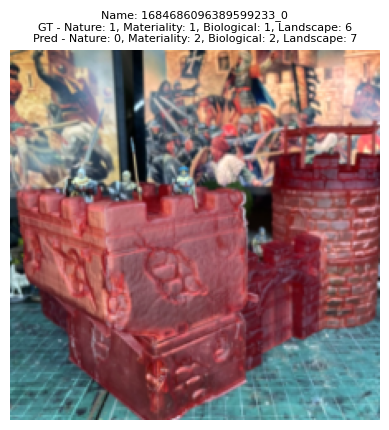 Name: 1684686096389599233_0
GT - Nature: 1, Materiality: 1, Biological: 1, Landscape: 6
Pred - Nature: 0, Materiality: 2, Biological: 2, Landscape: 7